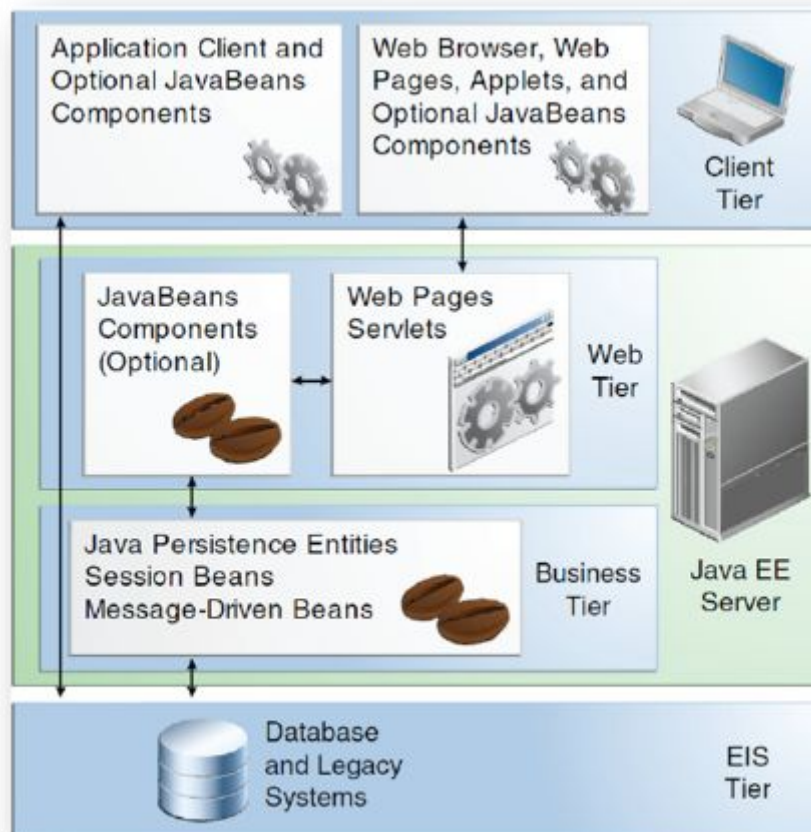 Application Client and
Optional JavaBeans
Components
Web Browser, Web
Pages, Applets, and
Optional JavaBeans
Components
Client
Tier
JavaBeans
Components
(Optional)
Web Pages
Servlets
Web
Tier
Java Persistence Entities
Session Beans
Message-Driven Beans
Business
Tier
Java EE
Server
Database
and Legacy
Systems
EIS
Tier